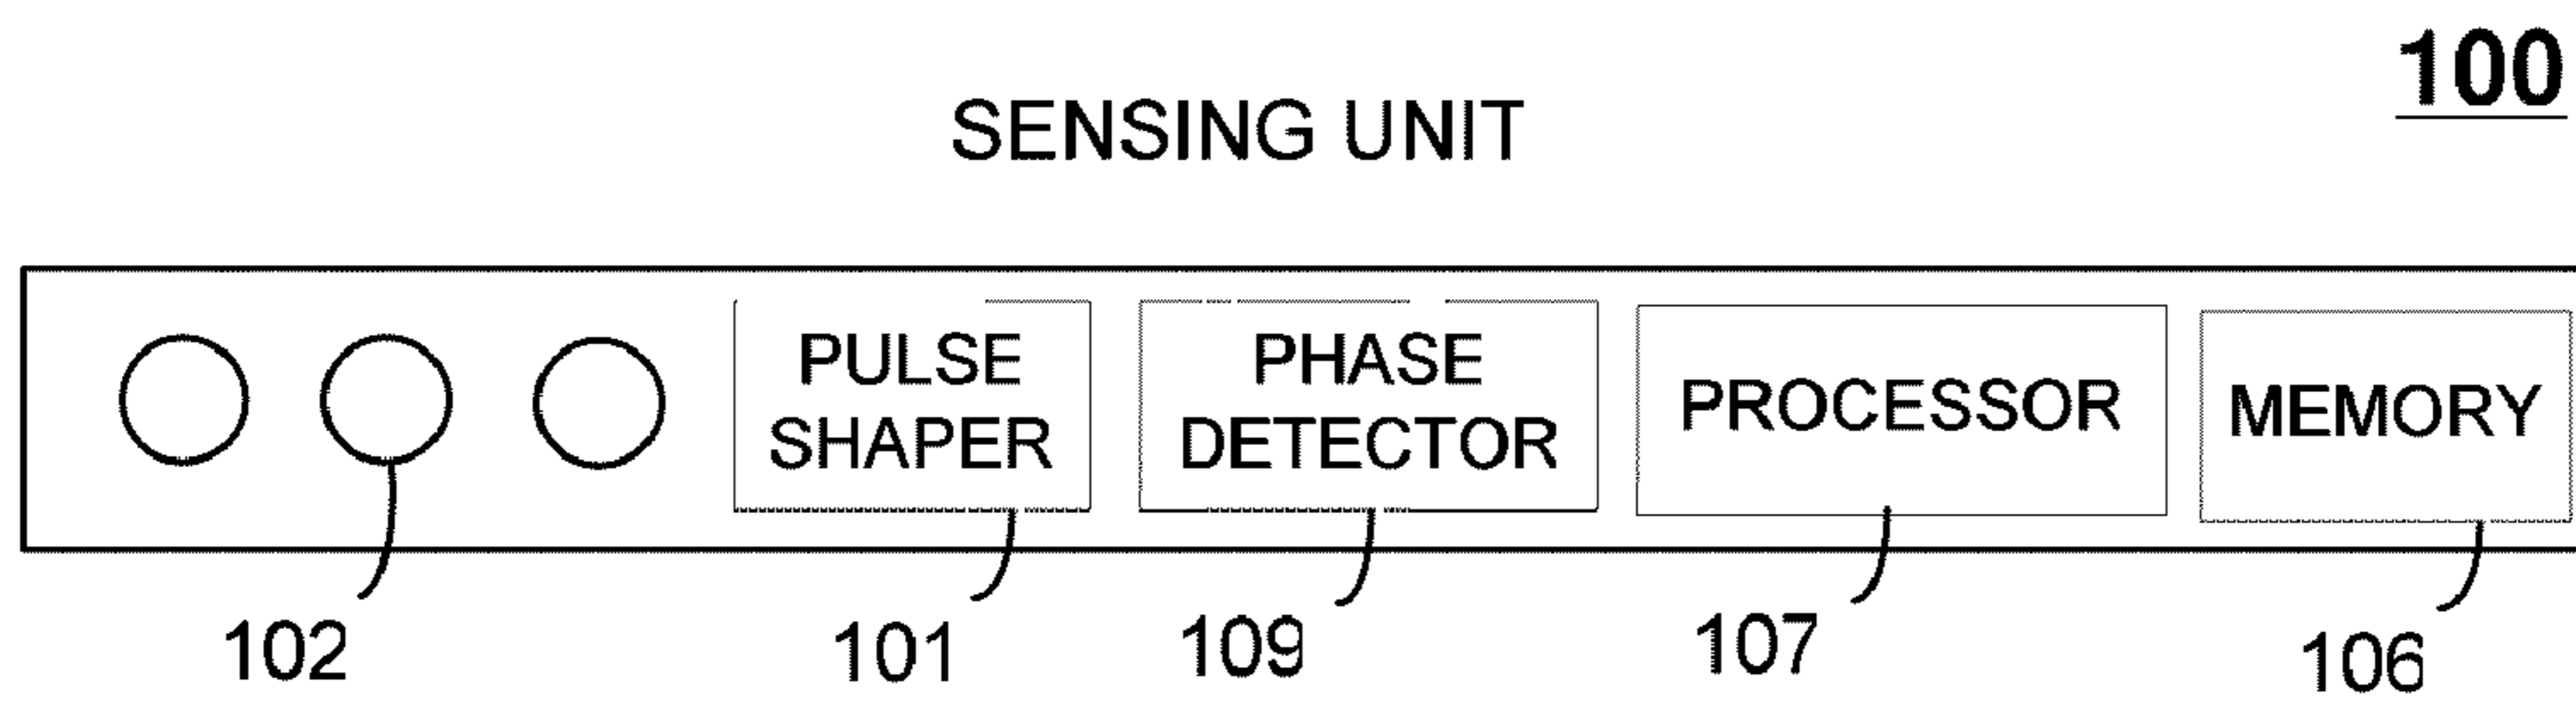 100
SENSING UNIT
PULSE
SHAPER
PHASE
DETECTOR
PROCESSOR
MEMORY
102
101
109
107
106